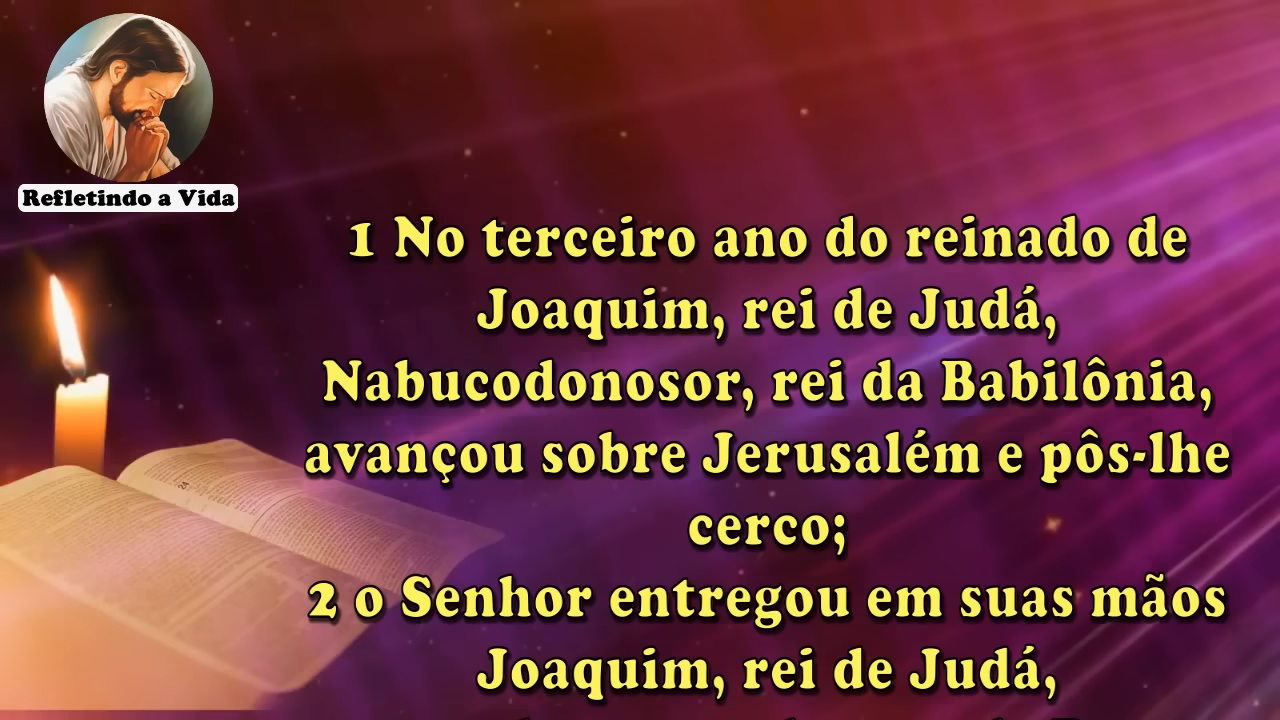 Refletindo a Vida
1 No terceiro ano do reinado de
Joaquim, rei de Judá,
Nabucodonosor, rei da Babilônia,
avançou sobre Jerusalém e pôs-lhe
cerco;
2 o Senhor entregou em suas mãos
Joaquim, rei de Judá,